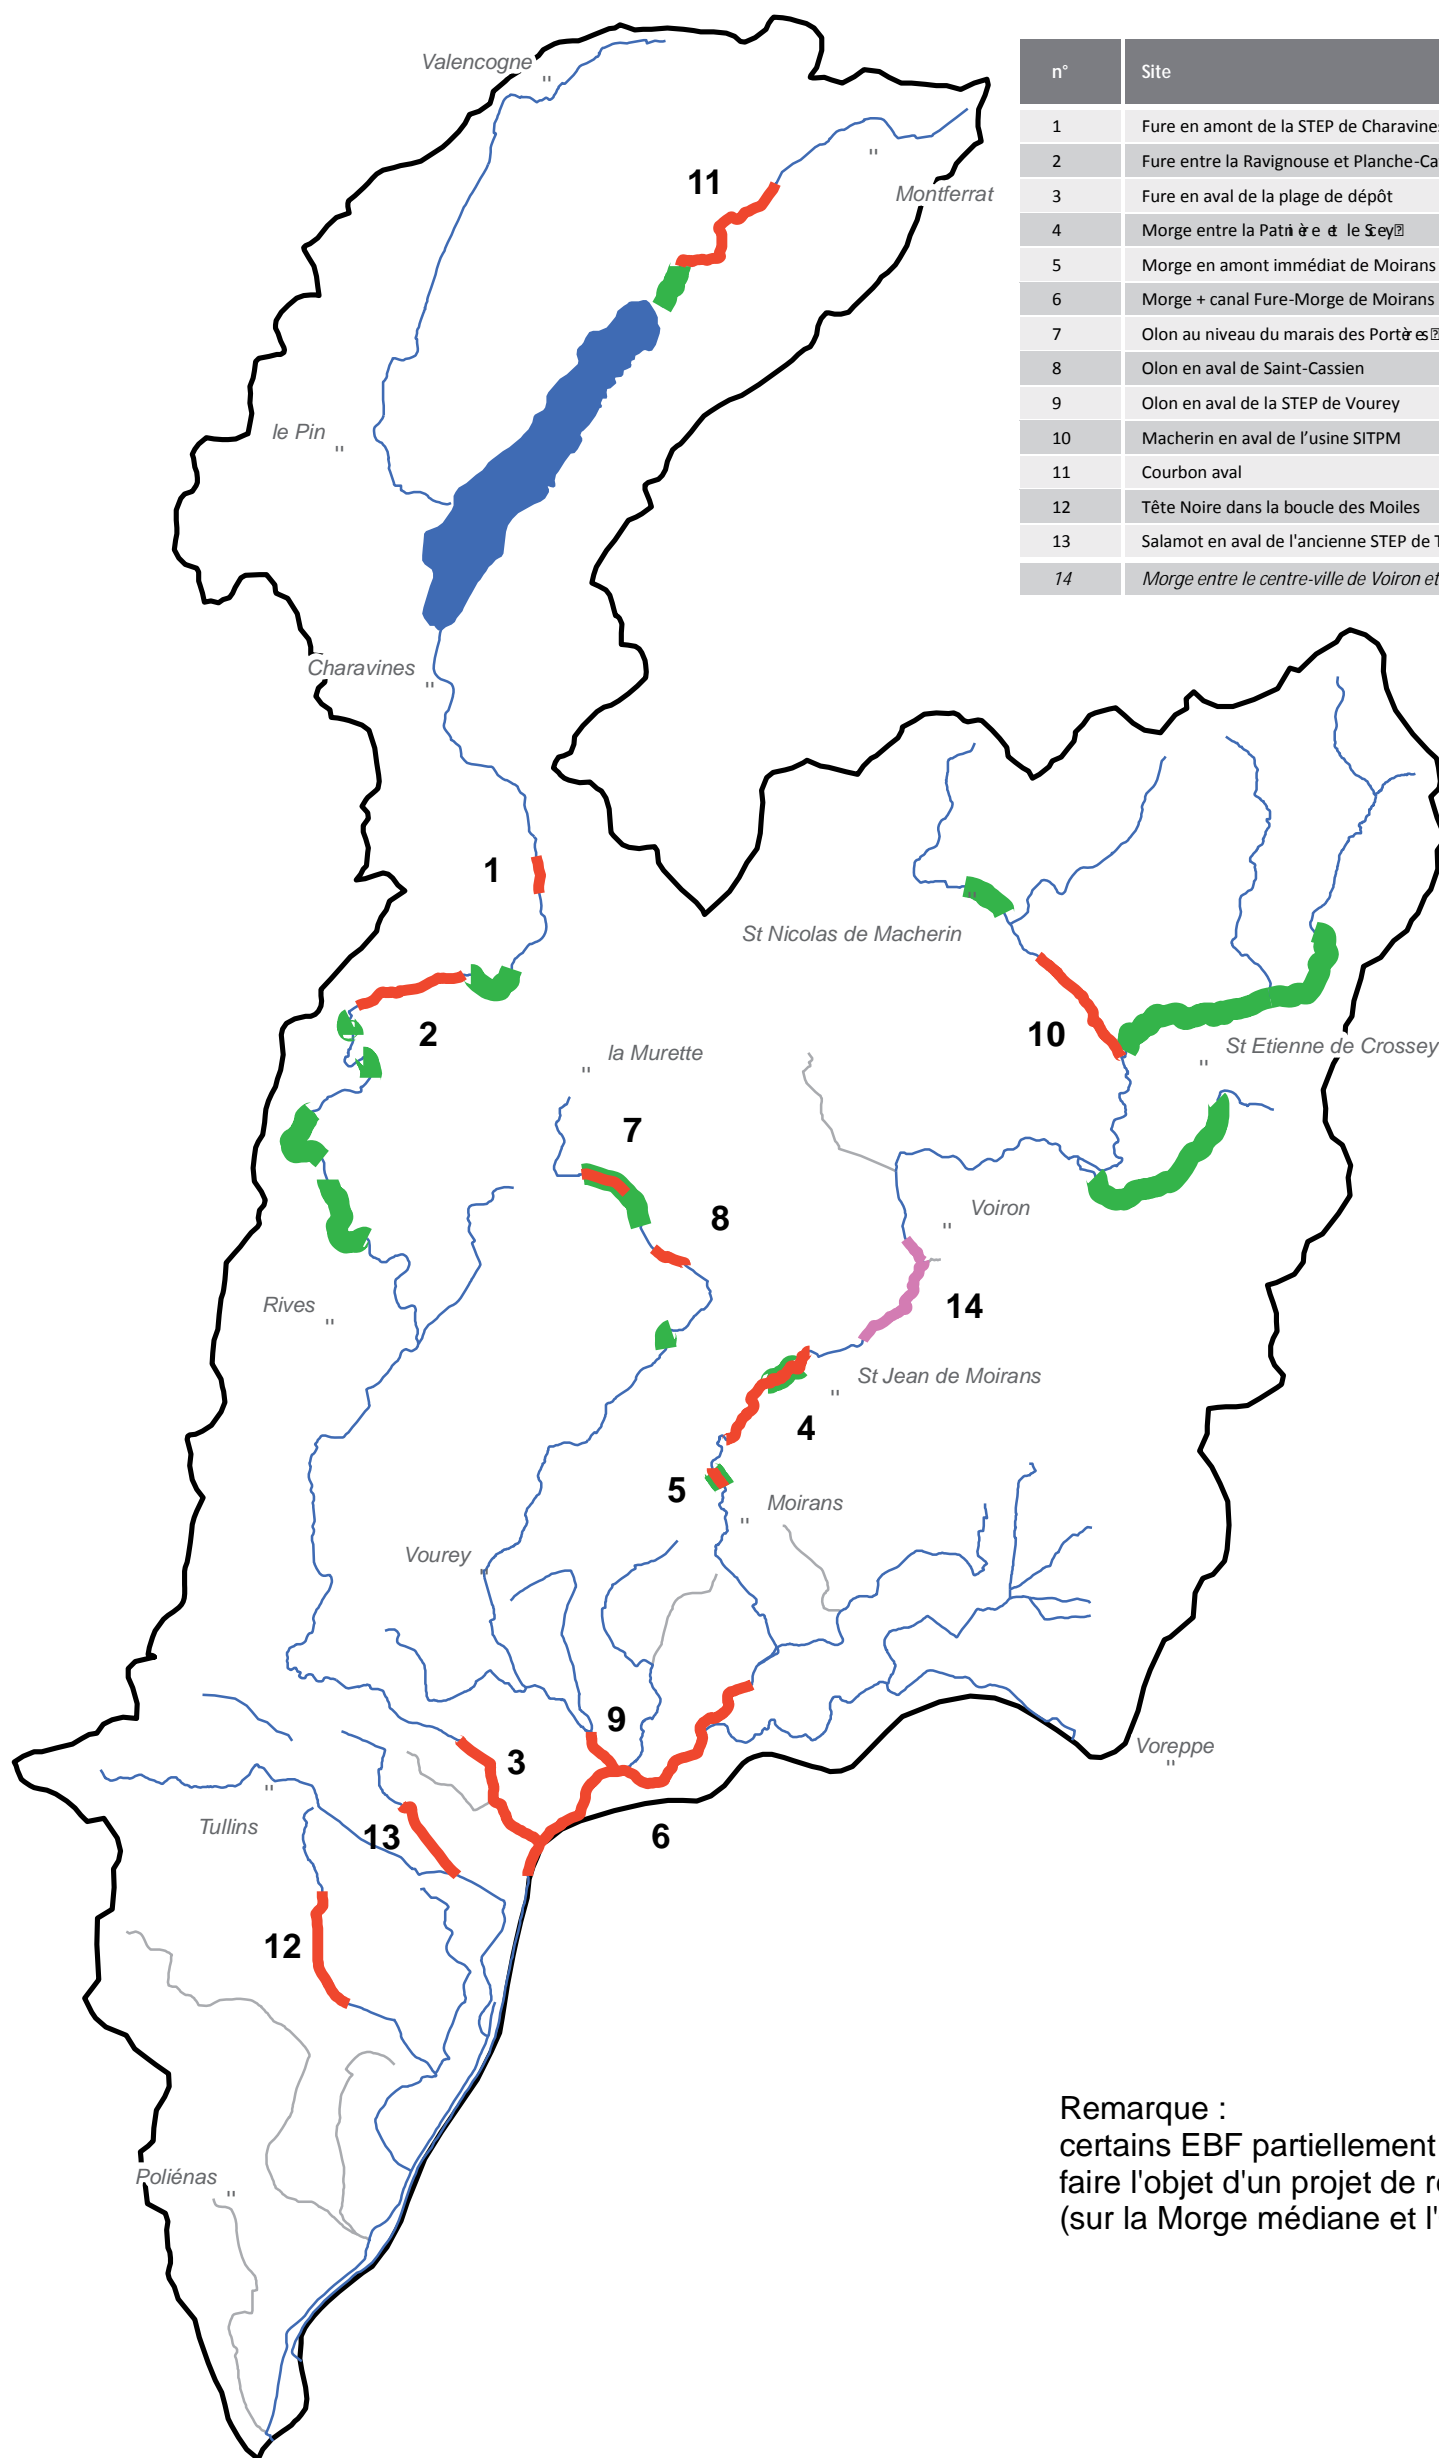 n° Site
1 Fure en amont de la STEP de Charavine
2 Fure entre la Ravignouse et Planche-Ca
3 Fure en aval de la plage de dépôt
4 Morge entre la Patrière et le Scey
5 Morge en amont immédiat de Moirans
6 Morge + canal Fure-Morge de Moirans
7 Olon au niveau du marais des Portères
8 Olon en aval de Saint-Cassien
9 Olon en aval de la STEP de Vourey
10 Macherin en aval de l'usine SITPM
11 Courbon aval
12 Tête Noire dans la boucle des Moiles
13 Salamot en aval de l'ancienne STEP de T
14 Morge entre le centre-ville de Voiron et
Valencogne
11
Montferrat
le Pin
Charavines
1
St Nicolas de Macherin
2
10
St Etienne de Crossey
la Murette
7
8
Voiron
14
Rives
St Jean de Moirans
4
5
Moirans
Vourey
9
3
Voreppe
Tullins
13
6
12
Poliénas
Remarque :
certains EBF partiellement
faire l'objet d'un projet de r
(sur la Morge médiane et l'